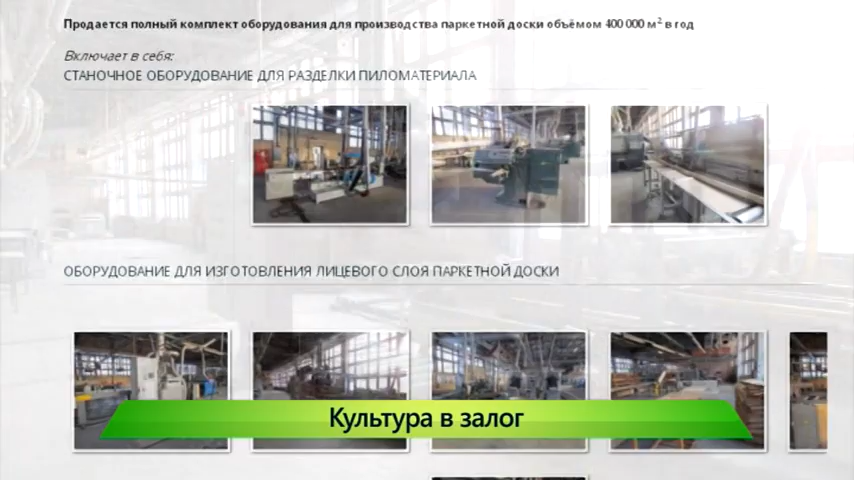 Продается полный комплект оборудования для производства паркетной доски объёмом 400 000 м² в год
Включает в себя:
СТАНОЧНОЕ ОБОРУДОВАНИЕ ДЛЯ РАЗДЕЛКИ ПИЛОМАТЕРИАЛА
ОБОРУДОВАНИЕ ДЛЯ ИЗГОТОВЛЕНИЯ ЛИЦЕВОГО СЛОЯ ПАРКЕТНОЙ ДОСКИ
Культура в залог